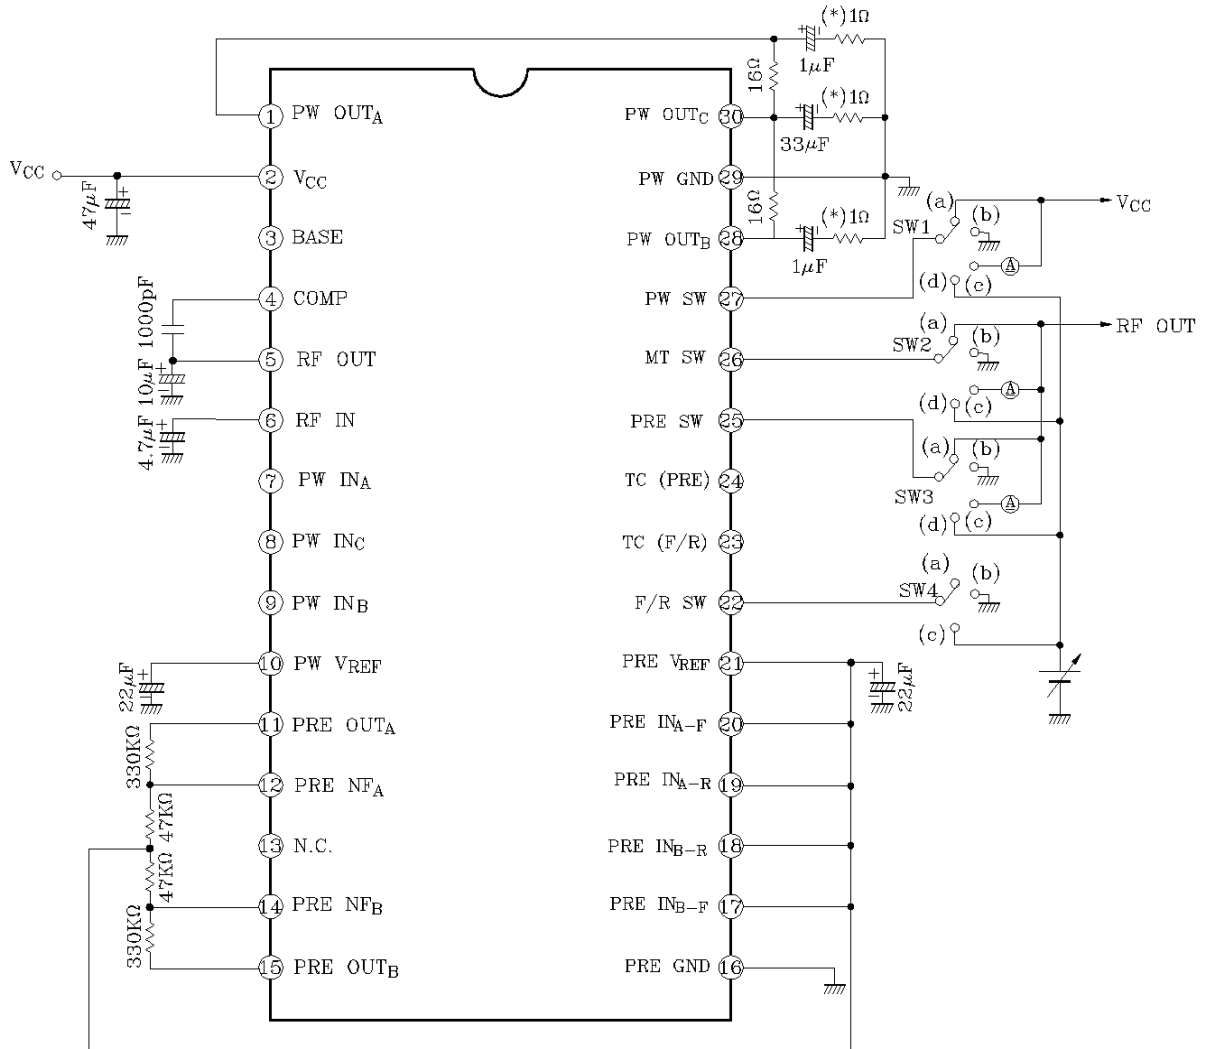 (*)1Ω
1μF
16Ω
(*)1Ω
33μF
16Ω
(*)1Ω
1μF
1 PW OUTA
VCC
47μF
2 VCC
3 BASE
1000pF
4 COMP
10μF
5 RF OUT
4.7μF
6 RF IN
7 PW INA
8 PW INC
9 PW INB
22μF
10 PW VREF
330KΩ
11 PRE OUTA
12 PRE NFA
47KΩ
13 N.C.
47KΩ
14 PRE NFB
330KΩ
15 PRE OUTB
PW OUTC 30
PW GND 29
PW OUTB 28
PW SW 27
MT SW 26
PRE SW 25
TC (PRE) 24
TC (F/R) 23
F/R SW 22
PRE VREF 21
22μF
PRE INA-F 20
PRE INA-R 19
PRE INB-R 18
PRE INB-F 17
PRE GND 16
(a)
VCC
SW1
(b)
A
(d)
(c)
(a)
RF OUT
SW2
(b)
A
(d)
(c)
(a)
(b)
SW3
A
(d)
(c)
(a)
(b)
SW4
(c)